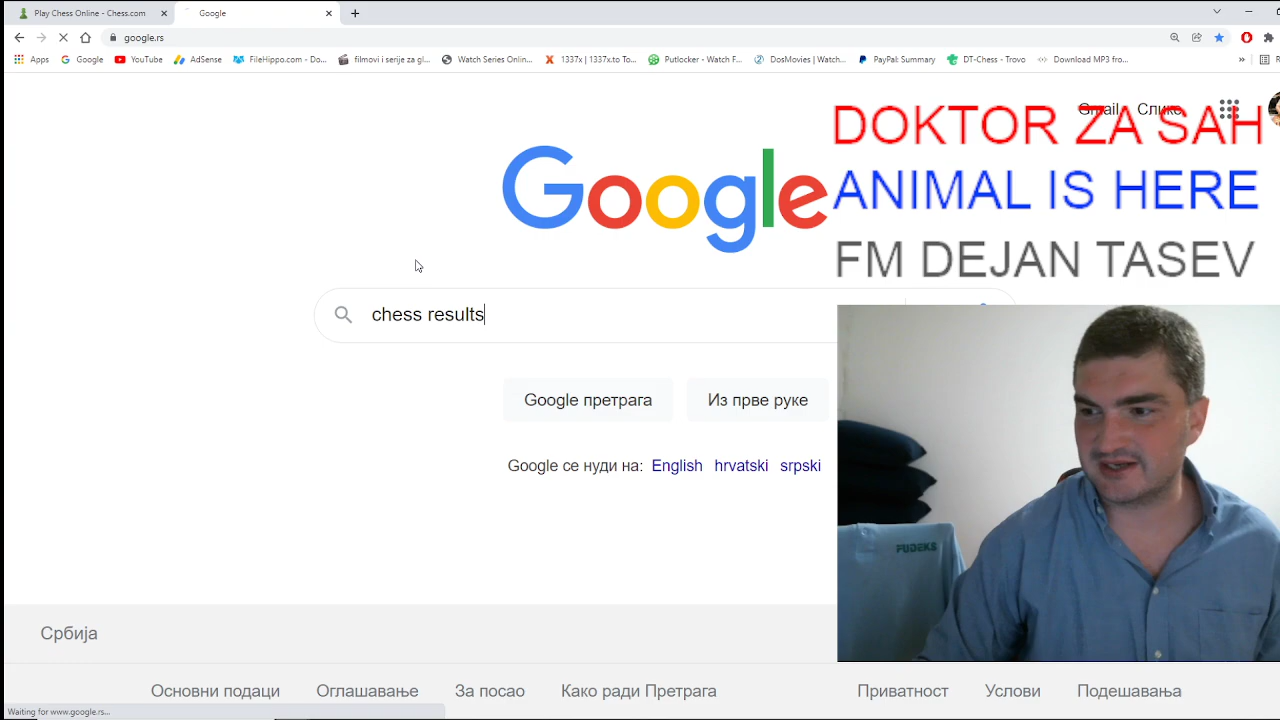 Play Chess Online - Chess.com
Google
google.rs
Apps Google YouTube AdSense FileHippo.com - Do... filmovi i serije za gl... Watch Series Onlin... 1337x | 1337x.to To... Putlocker - Watch F... DosMovies | Watch... PayPal: Summary DT-Chess - Trovo Download MP3 fro... »
Gmail Слике
DOKTOR ZA SAH
Google
ANIMAL IS HERE
FM DEJAN TASEV
chess results
Google претрага Из прве руке
Google се нуди на: English hrvatski srpski
PUDEKS
Србија
Основни подаци Оглашавање За посао Како ради Претрага Приватност Услови Подешавања
Waiting for www.google.rs...